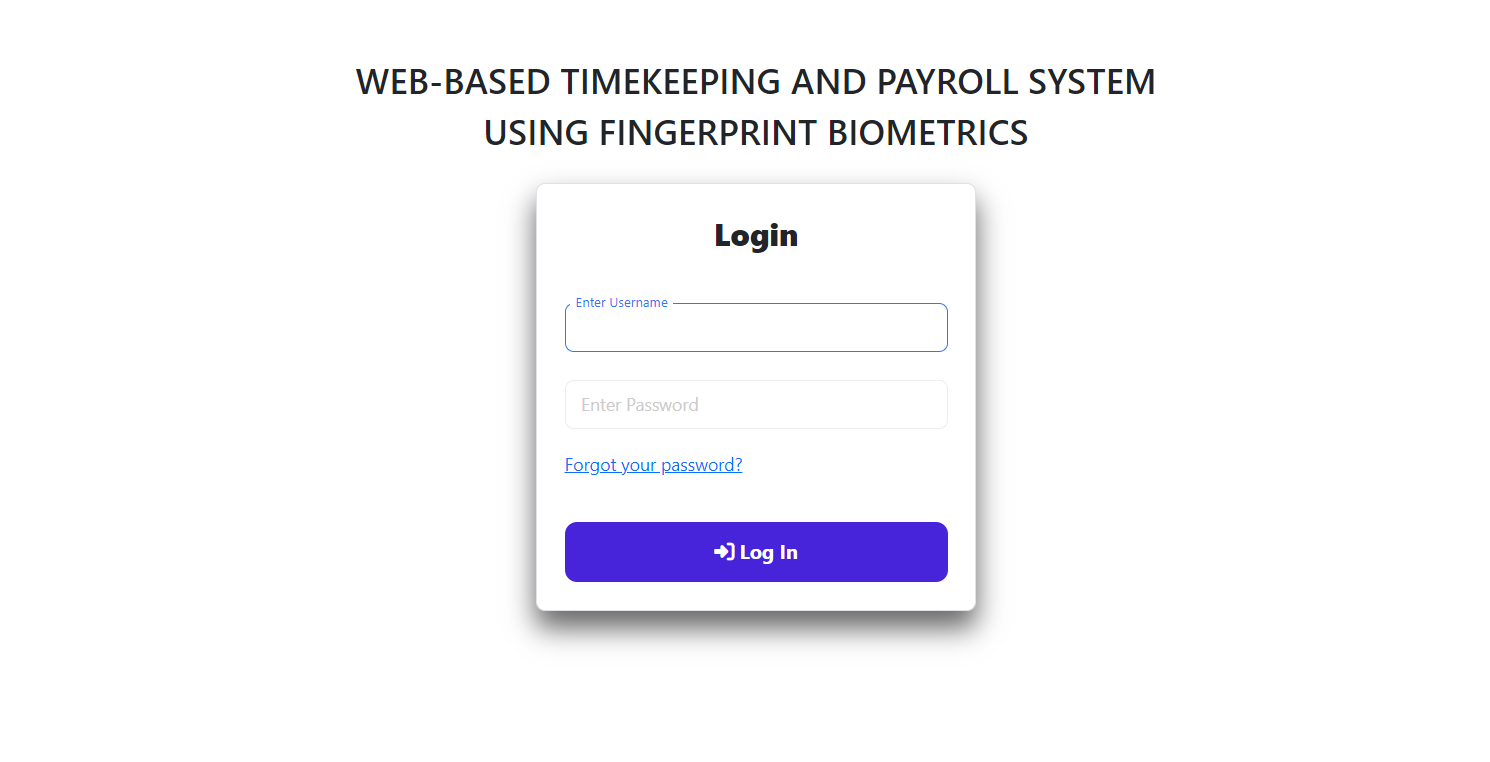 WEB-BASED TIMEKEEPING AND PAYROLL SYSTEM
USING FINGERPRINT BIOMETRICS
Login
Enter Username
Enter Password
Forgot your password?
Log In